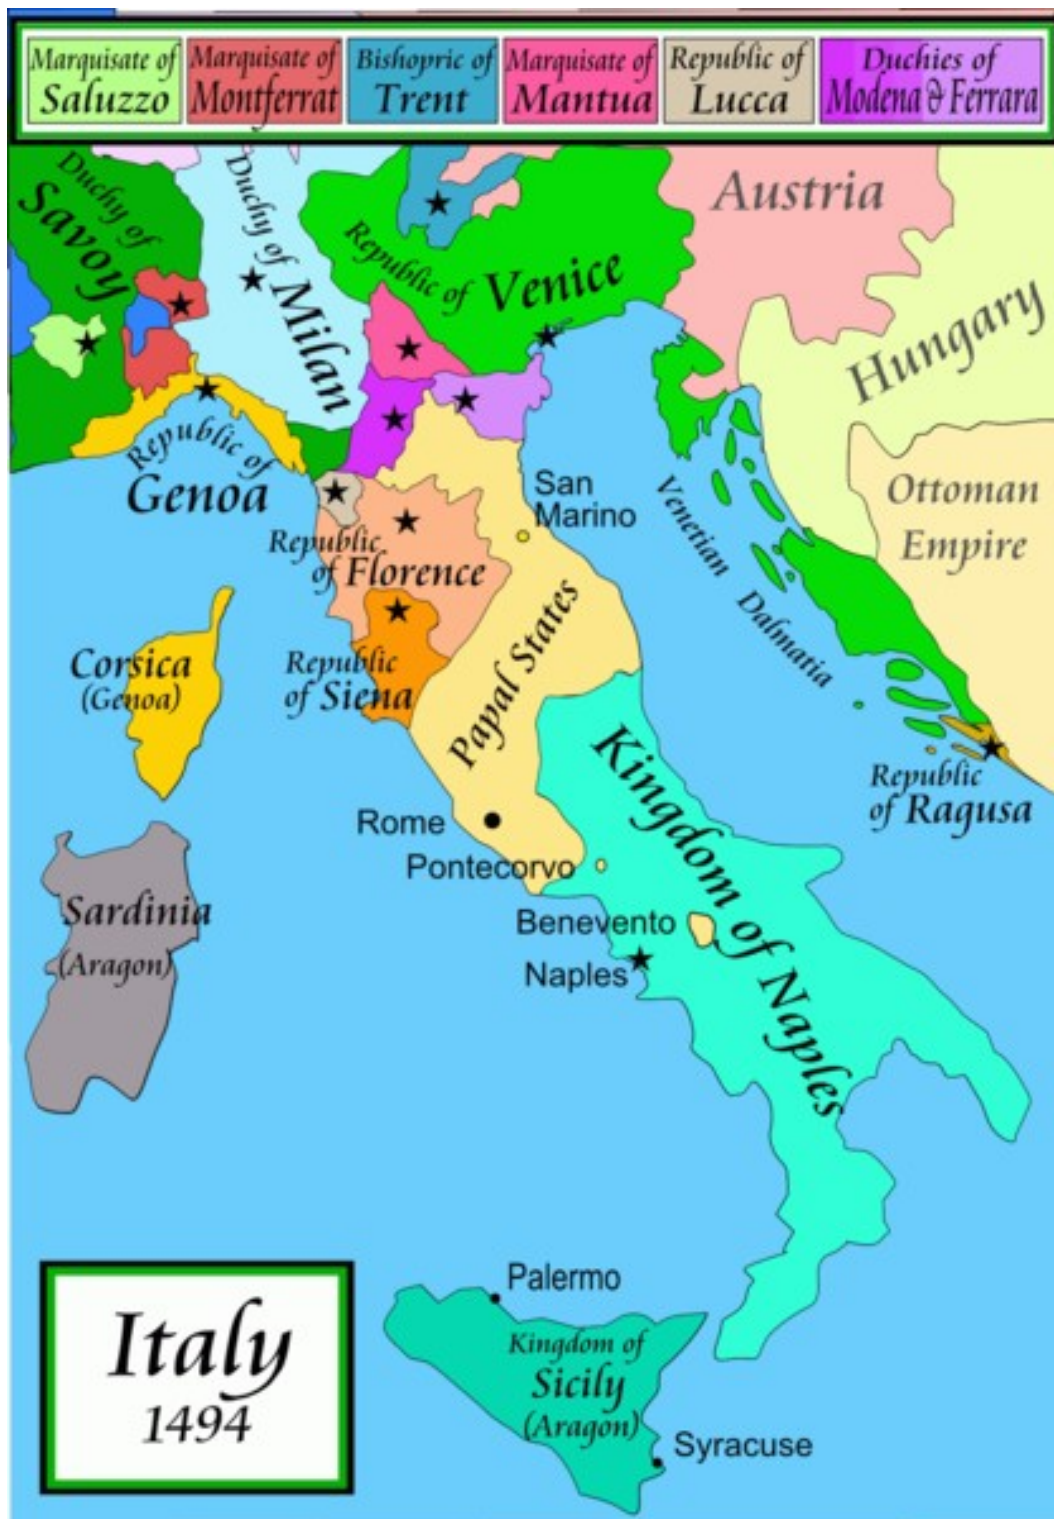 Marquisate of
Saluzzo
Marquisate of
Montferrat
Bishopric of
Trent
Marquisate of
Mantua
Republic of
Lucca
Duchies of
Modena & Ferrara
Duchy of
Savoy
Duchy of
Milan
Republic of Venice
Austria
Hungary
Republic of
Genoa
San
Marino
Ottoman
Empire
Venetian Dalmatia
Republic
of Florence
Corsica
(Genoa)
Republic
of Siena
Papal States
Kingdom of Naples
Republic
of Ragusa
Rome
Pontecorvo
Sardinia
(Aragon)
Benevento
Naples
Palermo
Kingdom of
Sicily
(Aragon)
Syracuse
Italy
1494